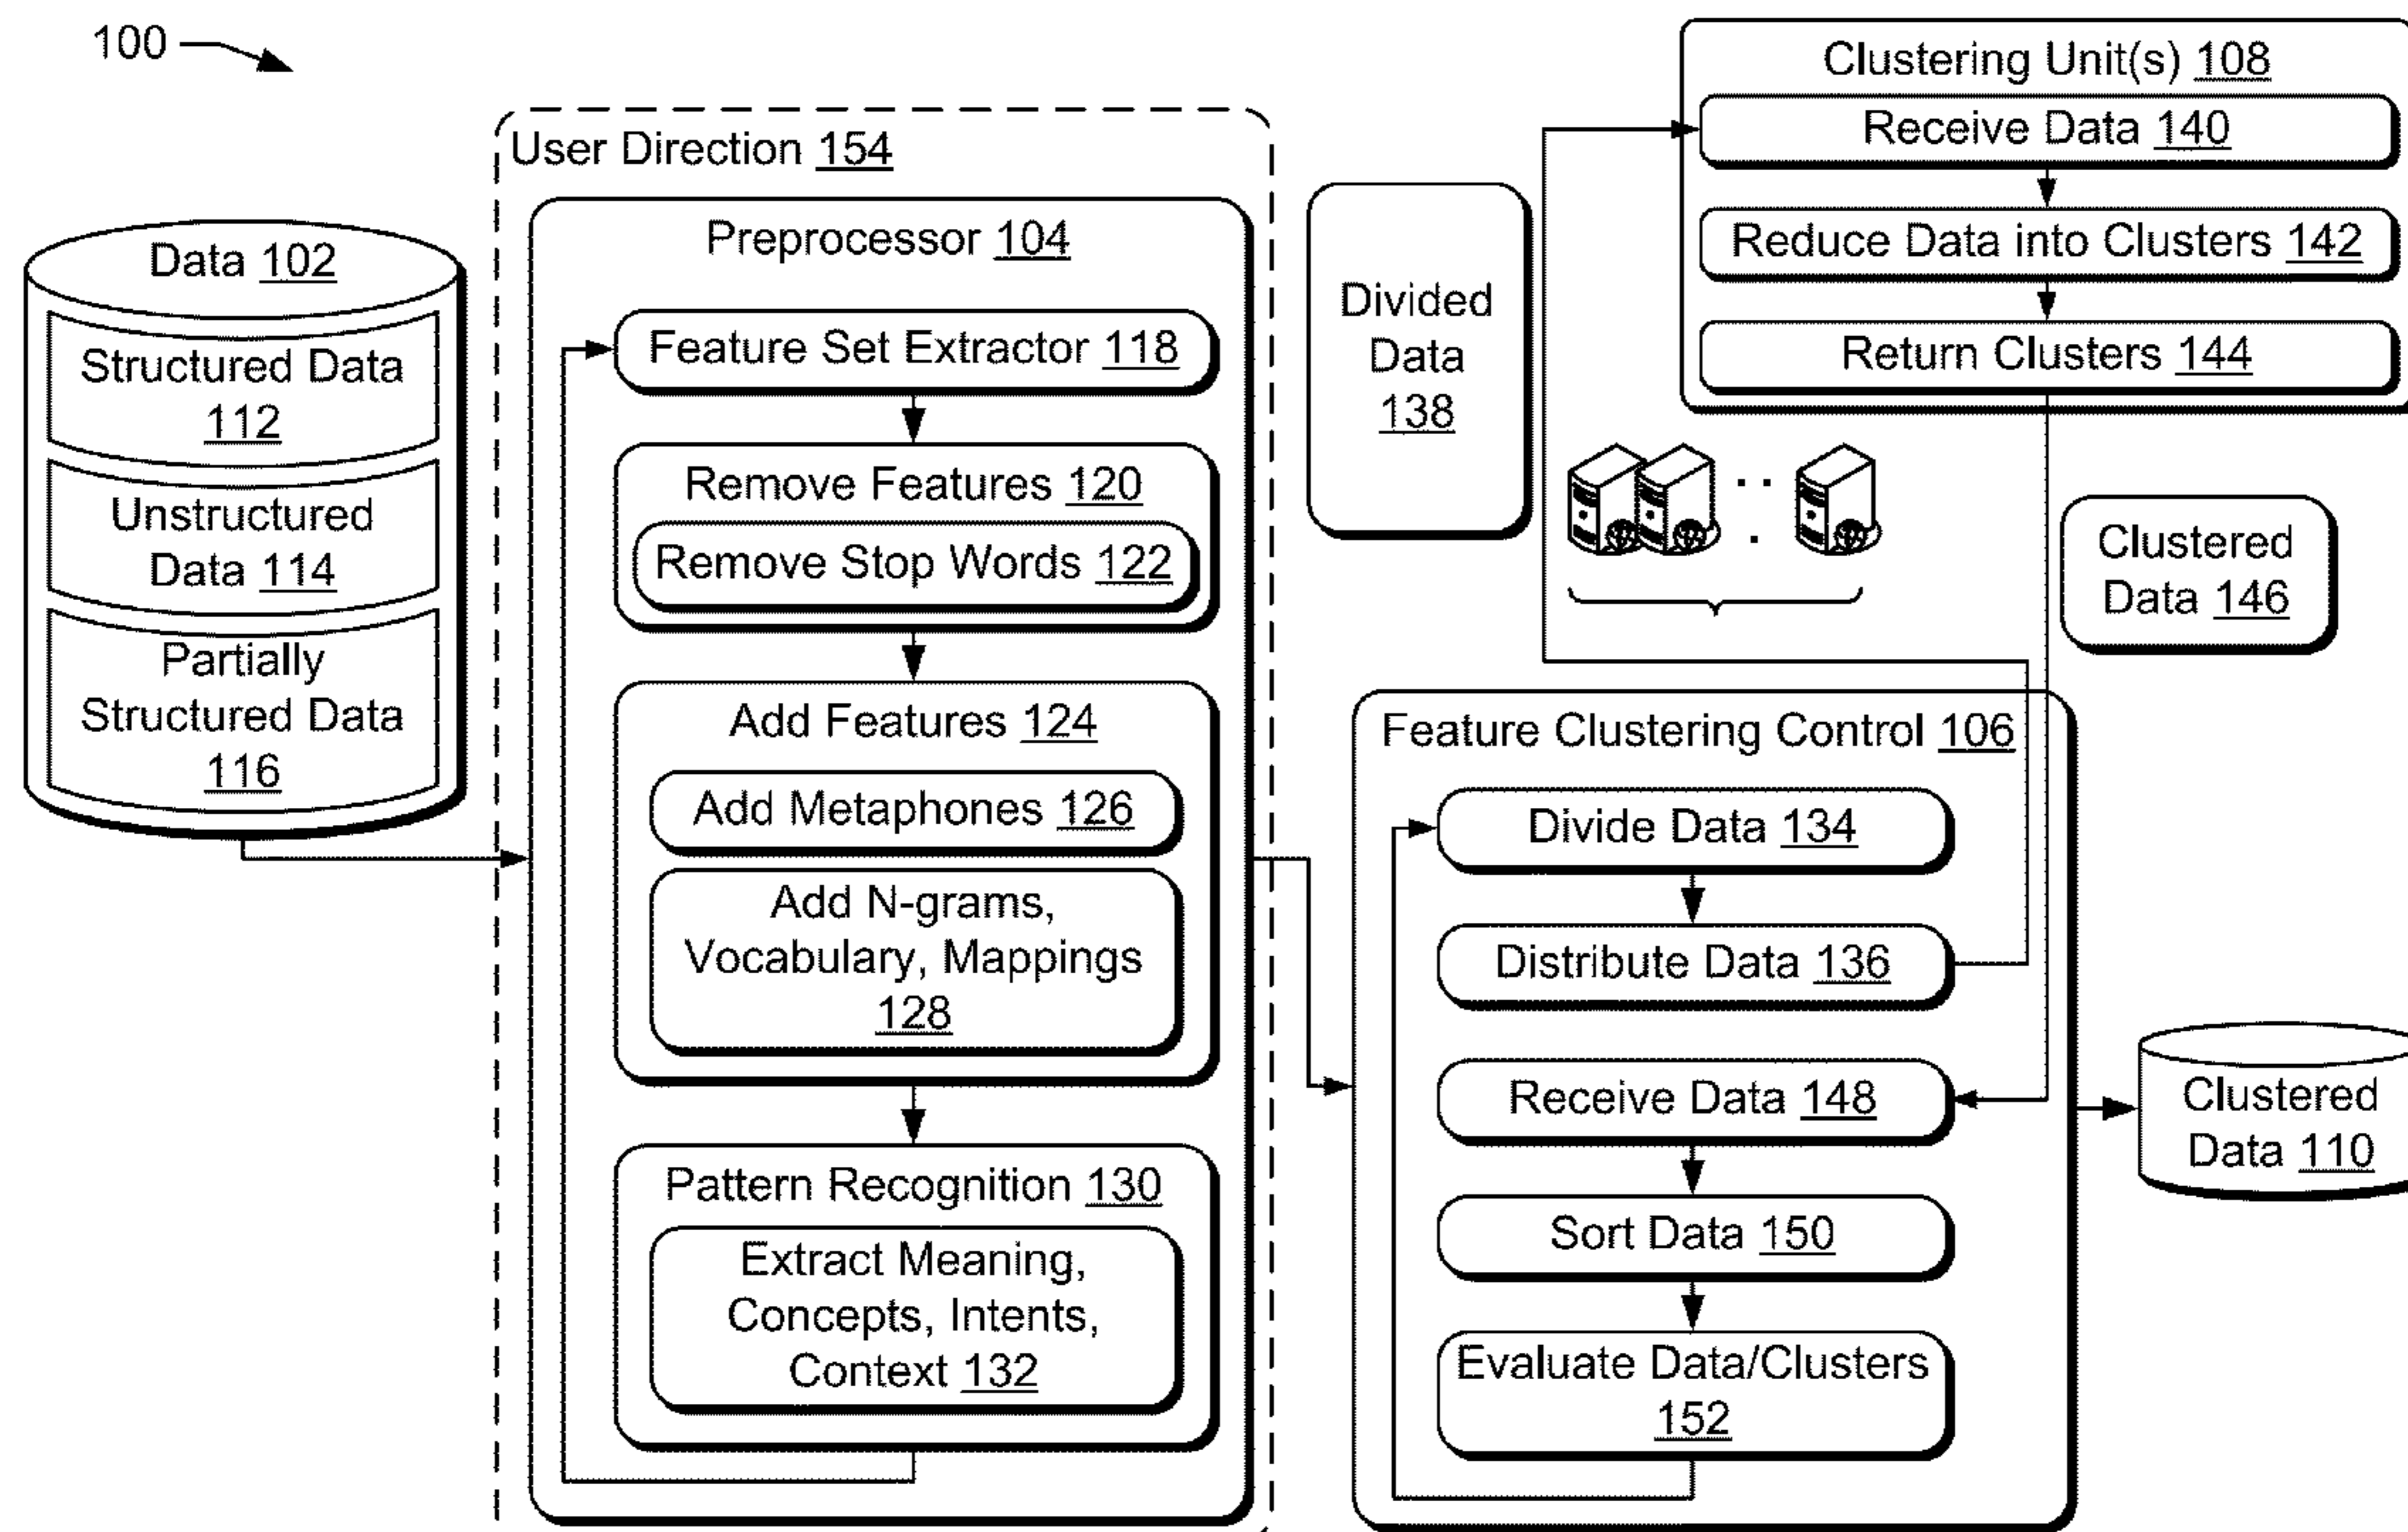 100
Data 102
Structured Data
112
Unstructured
Data 114
Partially
Structured Data
116
User Direction 154
Preprocessor 104
Feature Set Extractor 118
Remove Features 120
Remove Stop Words 122
Add Features 124
Add Metaphones 126
Add N-grams,
Vocabulary, Mappings
128
Pattern Recognition 130
Extract Meaning,
Concepts, Intents,
Context 132
Divided
Data
138
Clustering Unit(s) 108
Receive Data 140
Reduce Data into Clusters 142
Return Clusters 144
Clustered
Data 146
Feature Clustering Control 106
Divide Data 134
Distribute Data 136
Receive Data 148
Sort Data 150
Evaluate Data/Clusters
152
Clustered
Data 110